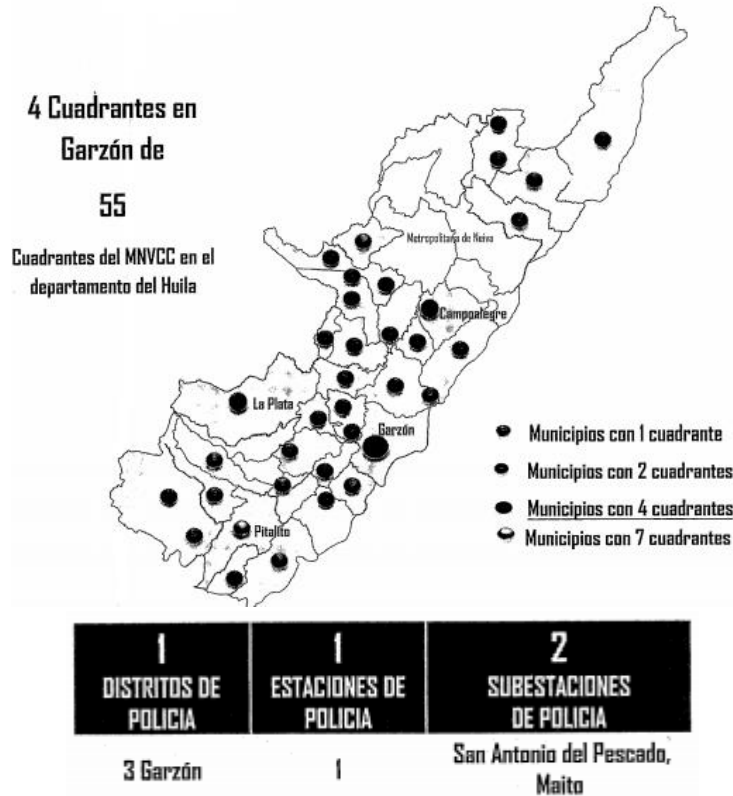 4 Cuadrantes en
Garzón de
55
Cuadrantes del MNVCC en el
departamento del Huila
Metropolitana de Neiva
Campoalegre
La Plata
Garzón
Pitalito
Municipios con 1 cuadrante
Municipios con 2 cuadrantes
Municipios con 4 cuadrantes
Municipios con 7 cuadrantes
1
DISTRITOS DE
POLICIA
1
ESTACIONES DE
POLICIA
2
SUBESTACIONES
DE POLICIA
3 Garzón
1
San Antonio del Pescado,
Maito